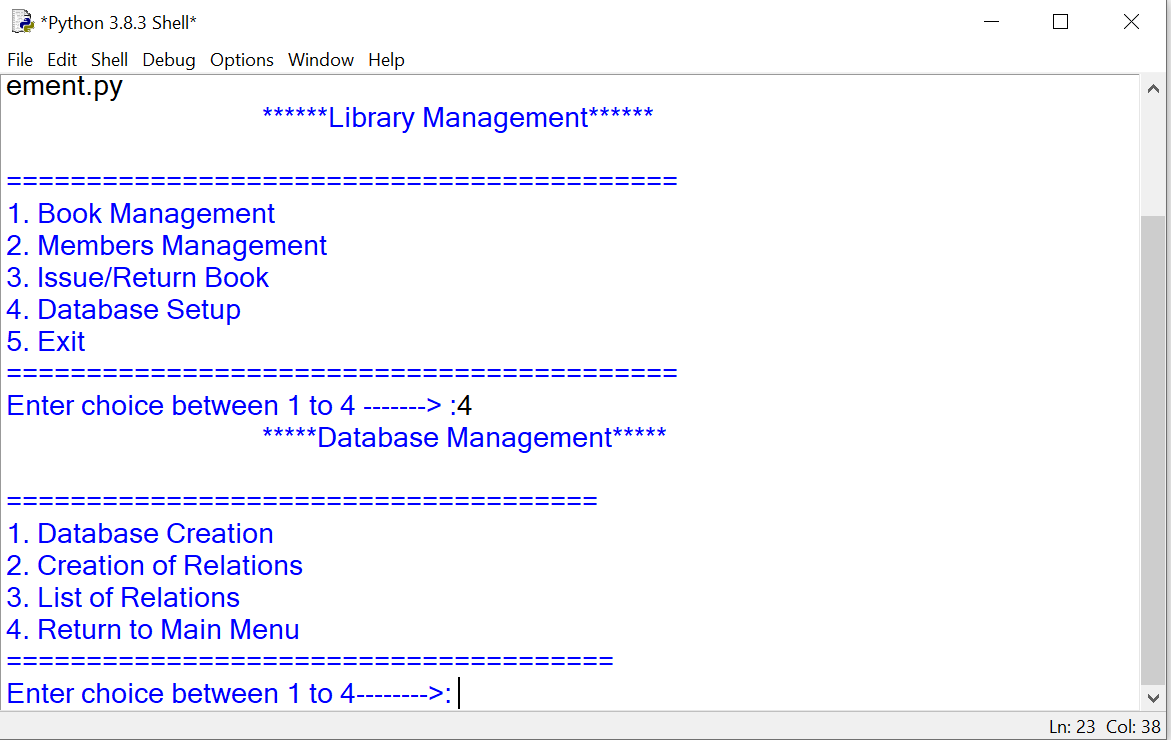 *Python 3.8.3 Shell*
File Edit Shell Debug Options Window Help
ement.py
******Library Management******
==========================================
1. Book Management
2. Members Management
3. Issue/Return Book
4. Database Setup
5. Exit
==========================================
Enter choice between 1 to 4 -------> :4
*****Database Management*****
=====================================
1. Database Creation
2. Creation of Relations
3. List of Relations
4. Return to Main Menu
======================================
Enter choice between 1 to 4-------->:
Ln: 23 Col: 38